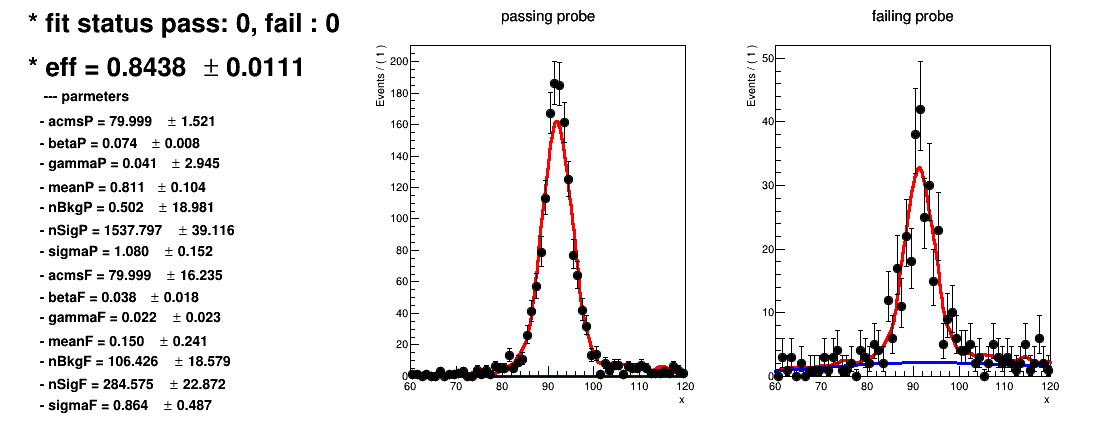 * fit status pass: 0, fail : 0
* eff = 0.8438 ± 0.0111
--- parmeters
- acmsP = 79.999 ± 1.521
- betaP = 0.074 ± 0.008
- gammaP = 0.041 ± 2.945
- meanP = 0.811 ± 0.104
- nBkgP = 0.502 ± 18.981
- nSigP = 1537.797 ± 39.116
- sigmaP = 1.080 ± 0.152
- acmsF = 79.999 ± 16.235
- betaF = 0.038 ± 0.018
- gammaF = 0.022 ± 0.023
- meanF = 0.150 ± 0.241
- nBkgF = 106.426 ± 18.579
- nSigF = 284.575 ± 22.872
- sigmaF = 0.864 ± 0.487
passing probe
Events / ( 1 )
200
180
160
140
120
100
80
60
40
20
0
60 70 80 90 100 110 120
x
failing probe
Events / ( 1 )
50
40
30
20
10
0
60 70 80 90 100 110 120
x